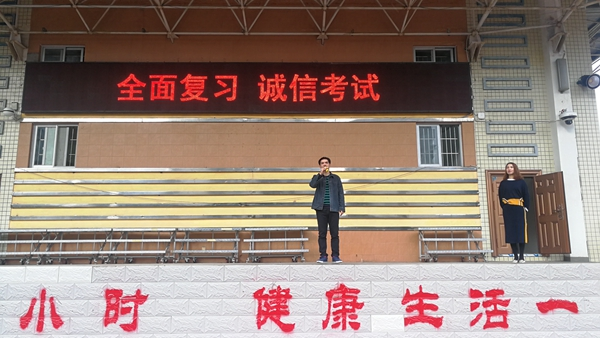 全面复习 诚信考试
小时 健康生活一